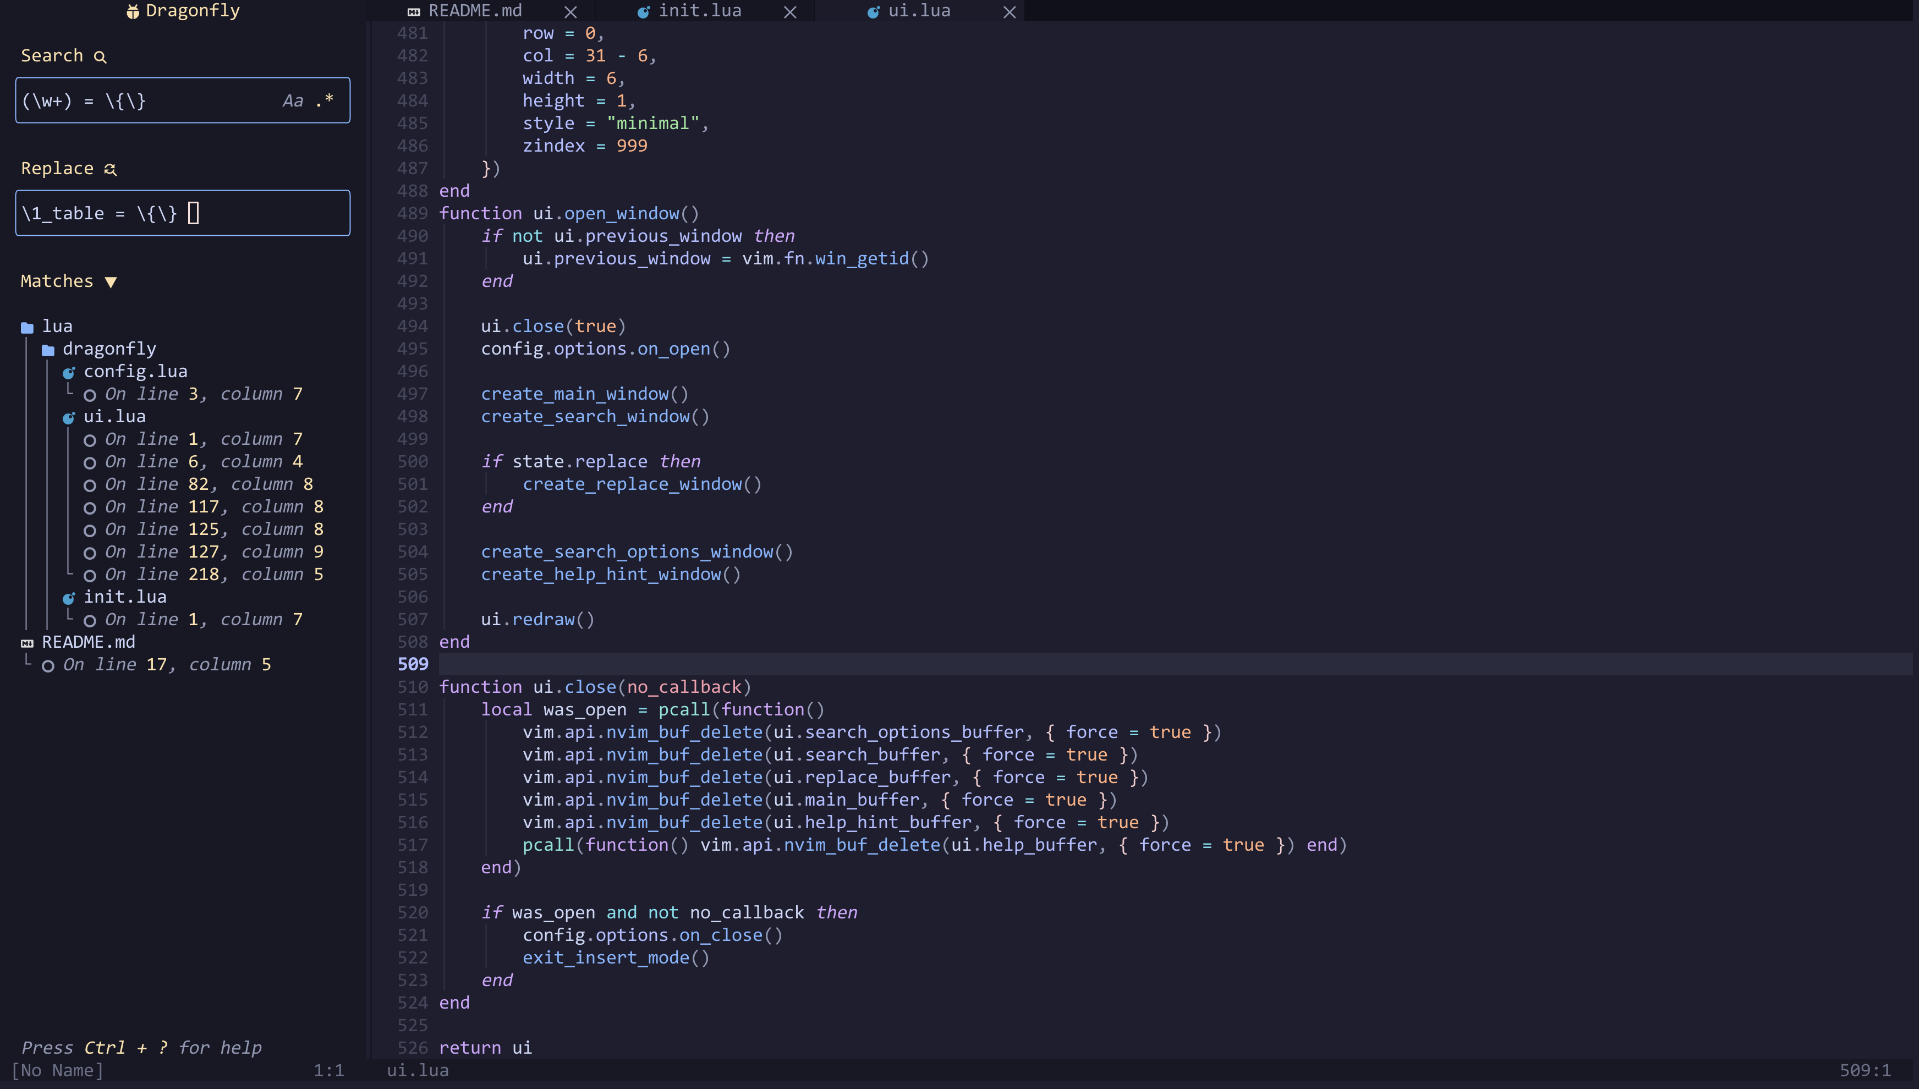 Dragonfly
Search
(\w+) = \{\} Aa .*
Replace
\1_table = \{\}
Matches ▼
lua
dragonfly
config.lua
On line 3, column 7
ui.lua
On line 1, column 7
On line 6, column 4
On line 82, column 8
On line 117, column 8
On line 125, column 8
On line 127, column 9
On line 218, column 5
init.lua
On line 1, column 7
README.md
On line 17, column 5
Press Ctrl + ? for help
[No Name] 1:1
README.md init.lua ui.lua
481 row = 0,
482 col = 31 - 6,
483 width = 6,
484 height = 1,
485 style = "minimal",
486 zindex = 999
487 })
488 end
489 function ui.open_window()
490 if not ui.previous_window then
491 ui.previous_window = vim.fn.win_getid()
492 end
493
494 ui.close(true)
495 config.options.on_open()
496
497 create_main_window()
498 create_search_window()
499
500 if state.replace then
501 create_replace_window()
502 end
503
504 create_search_options_window()
505 create_help_hint_window()
506
507 ui.redraw()
508 end
509
510 function ui.close(no_callback)
511 local was_open = pcall(function()
512 vim.api.nvim_buf_delete(ui.search_options_buffer, { force = true })
513 vim.api.nvim_buf_delete(ui.search_buffer, { force = true })
514 vim.api.nvim_buf_delete(ui.replace_buffer, { force = true })
515 vim.api.nvim_buf_delete(ui.main_buffer, { force = true })
516 vim.api.nvim_buf_delete(ui.help_hint_buffer, { force = true })
517 pcall(function() vim.api.nvim_buf_delete(ui.help_buffer, { force = true }) end)
518 end)
519
520 if was_open and not no_callback then
521 config.options.on_close()
522 exit_insert_mode()
523 end
524 end
525
526 return ui
ui.lua 509:1